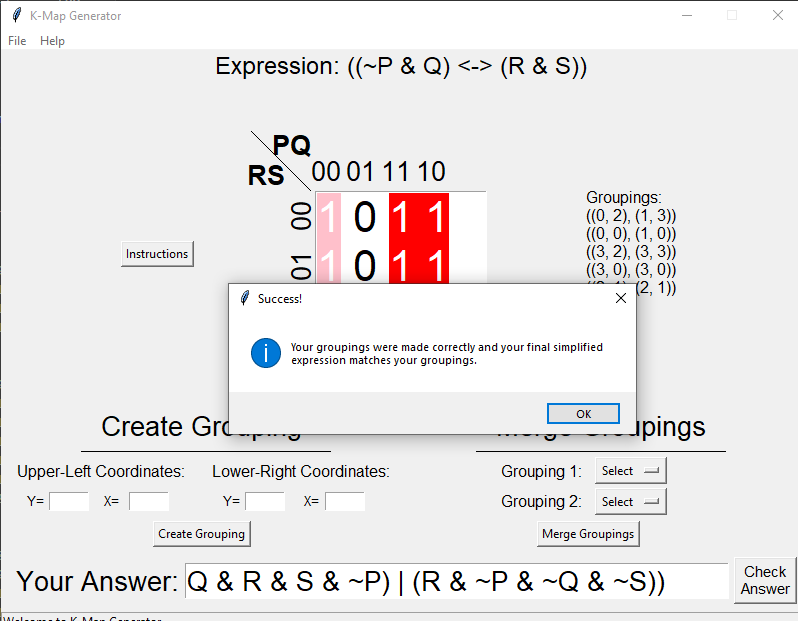 K-Map Generator
File Help
Expression: ((~P & Q) <-> (R & S))
PQ
RS
00 01 11 10
00
1 0 1 1
01
1 0 1 1
Instructions
Groupings:
((0, 2), (1, 3))
((0, 0), (1, 0))
((3, 2), (3, 3))
((3, 0), (3, 0))
Success!
Your groupings were made correctly and your final simplified
expression matches your groupings.
OK
Create Grouping
Merge Groupings
Upper-Left Coordinates:
Lower-Right Coordinates:
Y= X=
Y= X=
Create Grouping
Grouping 1: Select
Grouping 2: Select
Merge Groupings
Your Answer: Q & R & S & ~P) | (R & ~P & ~Q & ~S))
Check
Answer
Welcome to K-Map Generator